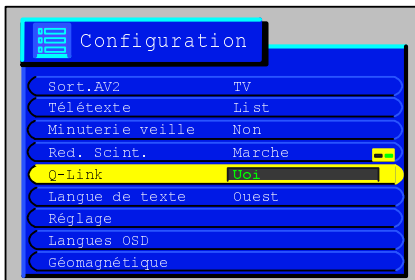 Configuration
Sort.AV2 TV
Télétexte List
Minuterie veille Non
Red. Scint. Marche
Q-Link Uoi
Langue de texte Ouest
Réglage
Langues OSD
Géomagnétique